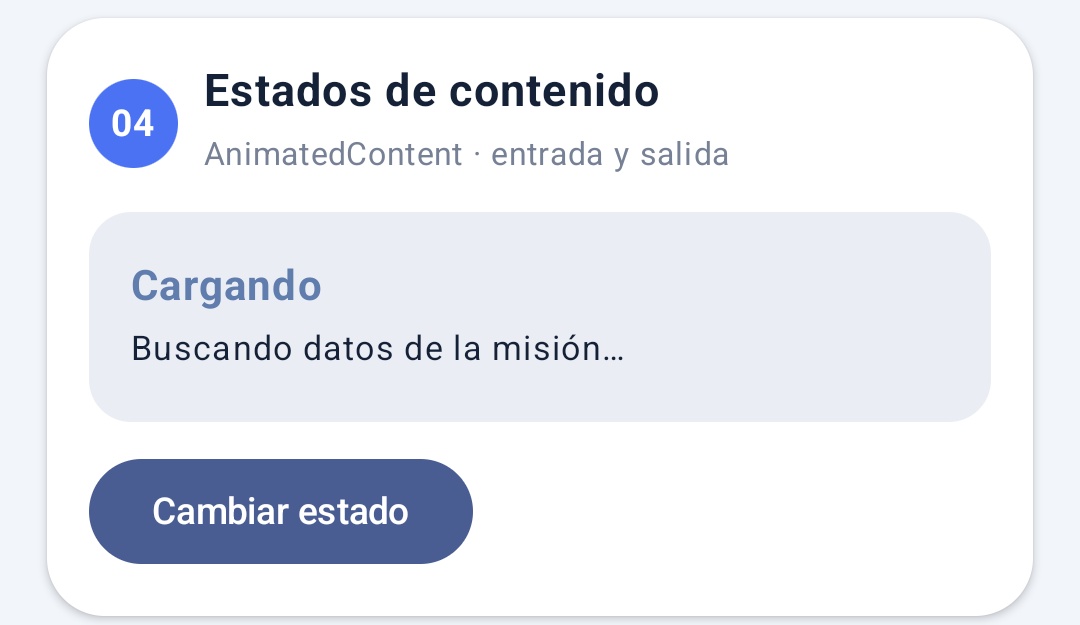 04
Estados de contenido
AnimatedContent · entrada y salida
Cargando
Buscando datos de la misión…
Cambiar estado